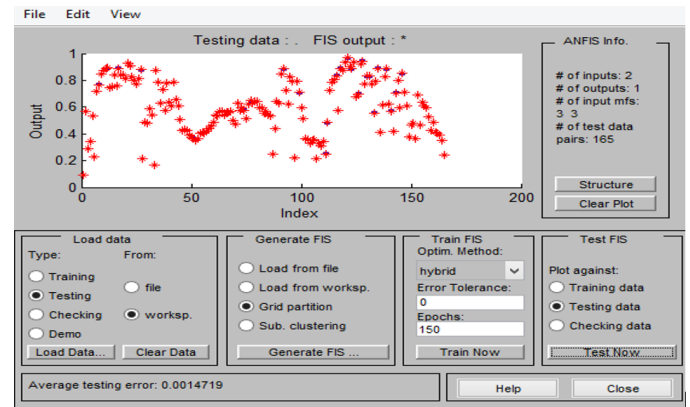 File Edit View
Testing data : . FIS output : *
Output
1
0.8
0.6
0.4
0.2
0
0 50 100 150 200
Index
ANFIS Info.
# of inputs: 2
# of outputs: 1
# of input mfs:
3 3
# of test data
pairs: 165
Structure
Clear Plot
Load data
Type: From:
Training
Testing
Checking
Demo
file
worksp.
Load Data... Clear Data
Generate FIS
Load from file
Load from worksp.
Grid partition
Sub. clustering
Generate FIS ...
Train FIS
Optim. Method:
hybrid
Error Tolerance:
0
Epochs:
150
Train Now
Test FIS
Plot against:
Training data
Testing data
Checking data
Test Now
Average testing error: 0.0014719
Help Close